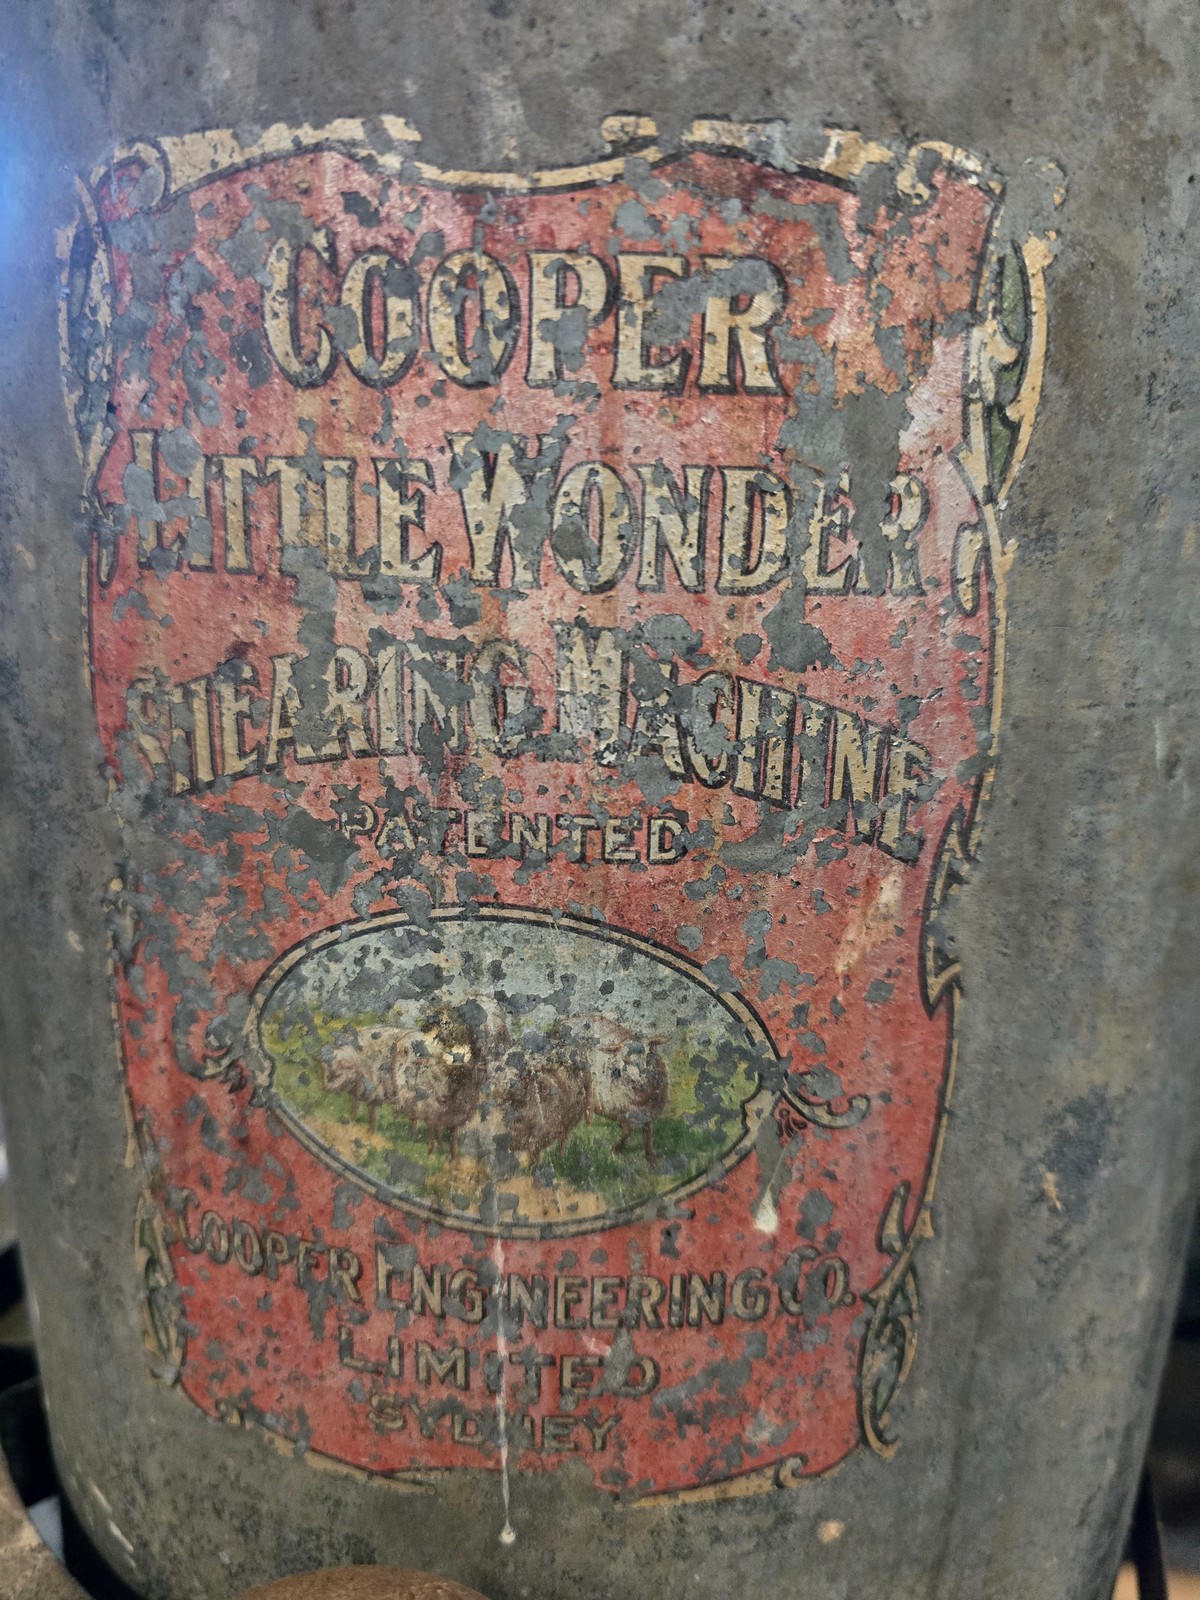 COOPER
LITTLE WONDER
SHEARING MACHINE
PATENTED
COOPER ENGINEERING CO.
LIMITED
SYDNEY